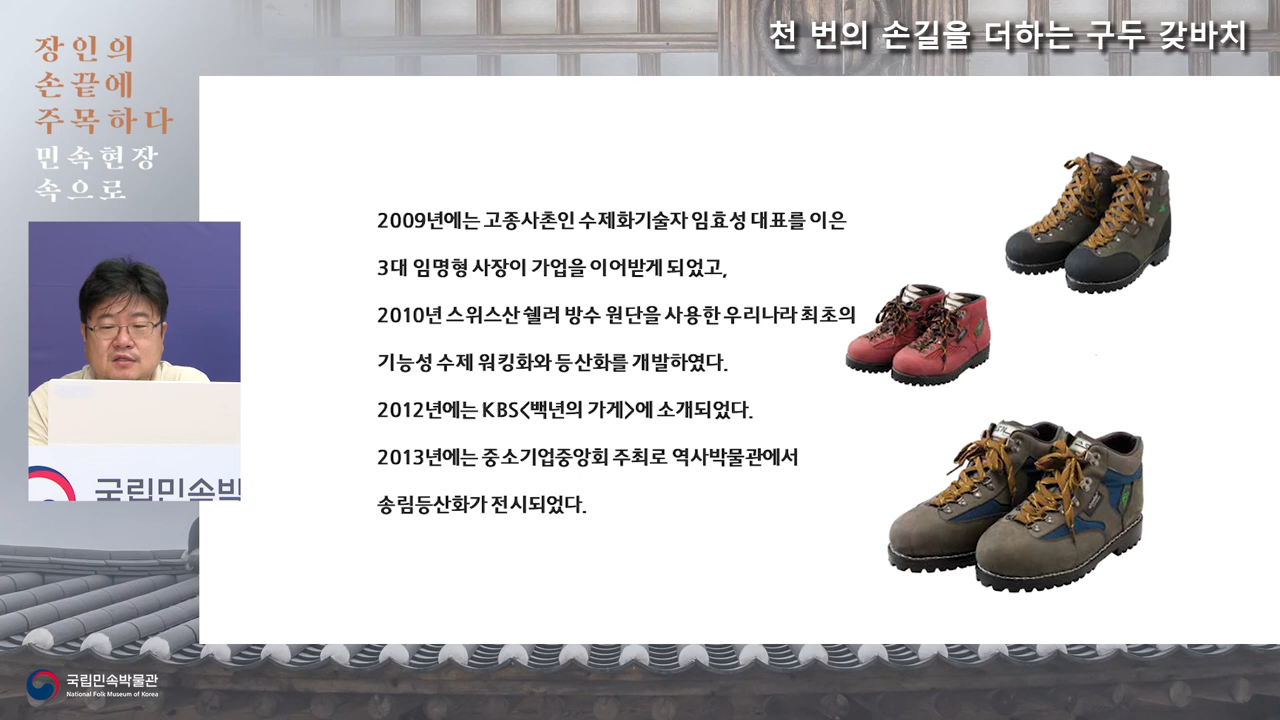 천 번의 손길을 더하는 구두 갖바치
장인의
손끝에
주목하다
민속현장
속으로
2009년에는 고종사촌인 수제화기술자 임효성 대표를 이은
3대 임명형 사장이 가업을 이어받게 되었고,
2010년 스위스산 쉘러 방수 원단을 사용한 우리나라 최초의
기능성 수제 워킹화와 등산화를 개발하였다.
2012년에는 KBS<백년의 가게>에 소개되었다.
2013년에는 중소기업중앙회 주최로 역사박물관에서
송림등산화가 전시되었다.
국립민속박
국립민속박물관
National Folk Museum of Korea